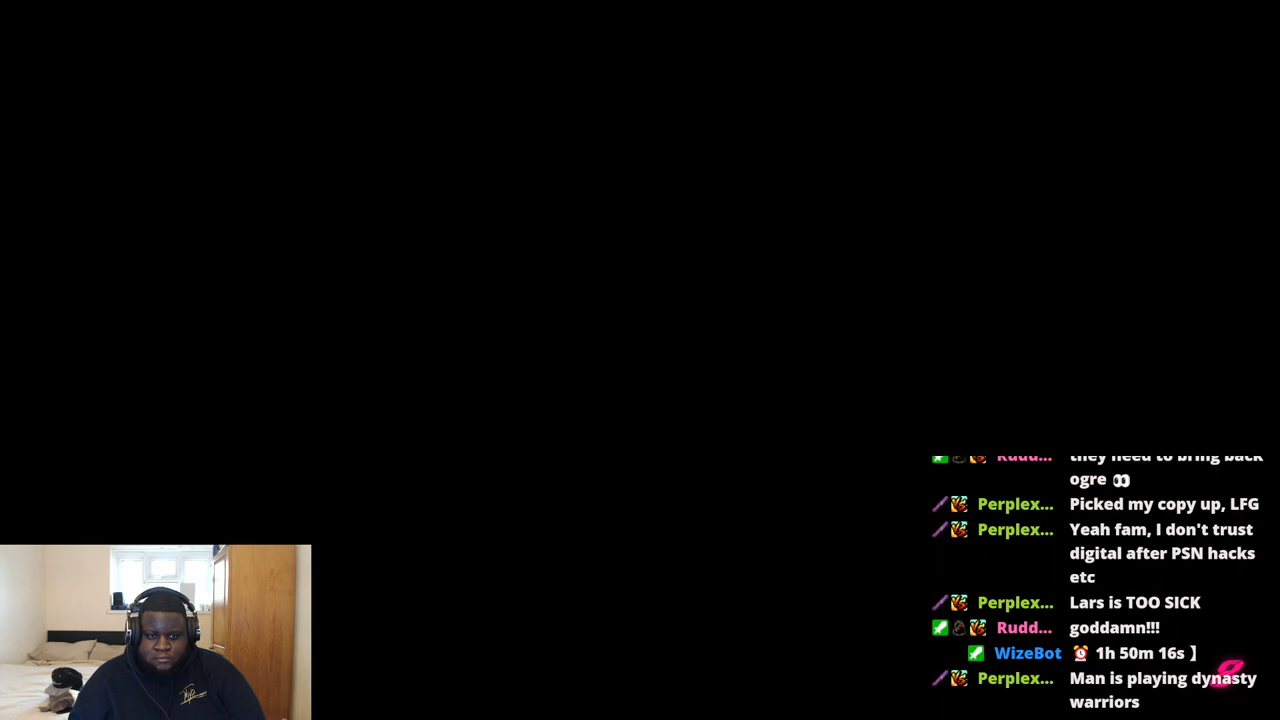 Rudd... they need to bring back
ogre 👀
Perplex... Picked my copy up, LFG
Perplex... Yeah fam, I don't trust
digital after PSN hacks
etc
Perplex... Lars is TOO SICK
Rudd... goddamn!!!
WizeBot ⏰ 1h 50m 16s 】
Perplex... Man is playing dynasty
warriors